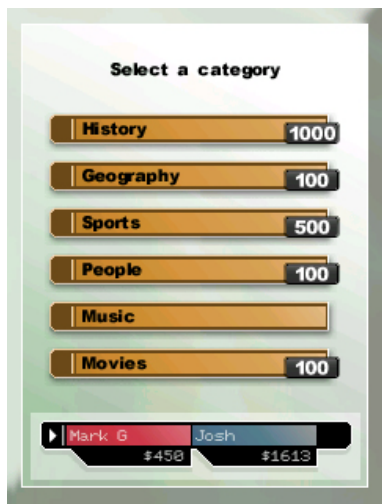 Select a category
History 1000
Geography 100
Sports 500
People 100
Music
Movies 100
Mark G Josh
$450 $1613